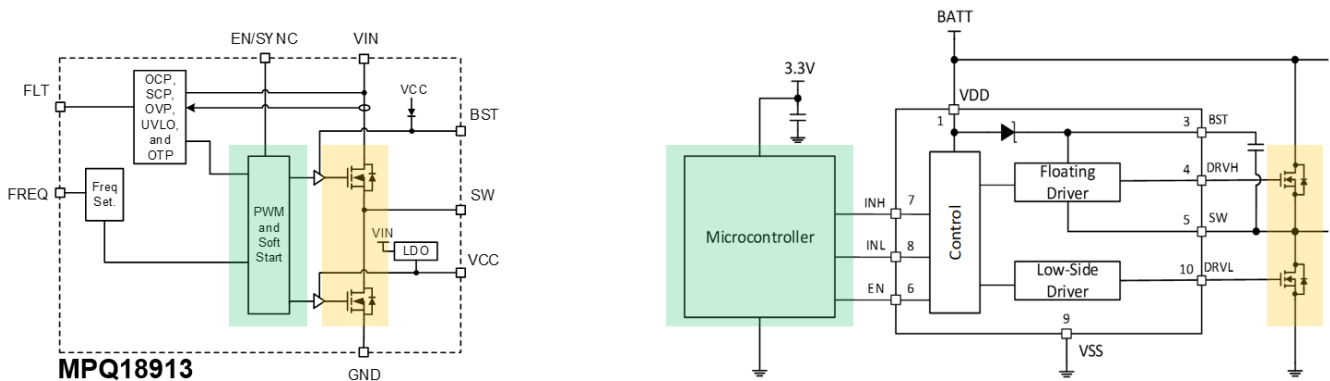 EN/SYNC
VIN
OCP,
SCP,
OVP,
UVLO,
and
OTP
FLT
VCC
BST
FREQ
Freq
Set.
PWM
and
Soft
Start
SW
VIN
LDO
VCC
GND
MPQ18913
BATT
3.3V
VDD
1
3
BST
Floating
Driver
4
DRVH
INH
7
5
SW
Microcontroller
INL
8
Control
EN
6
Low-Side
Driver
10
DRVL
9
VSS